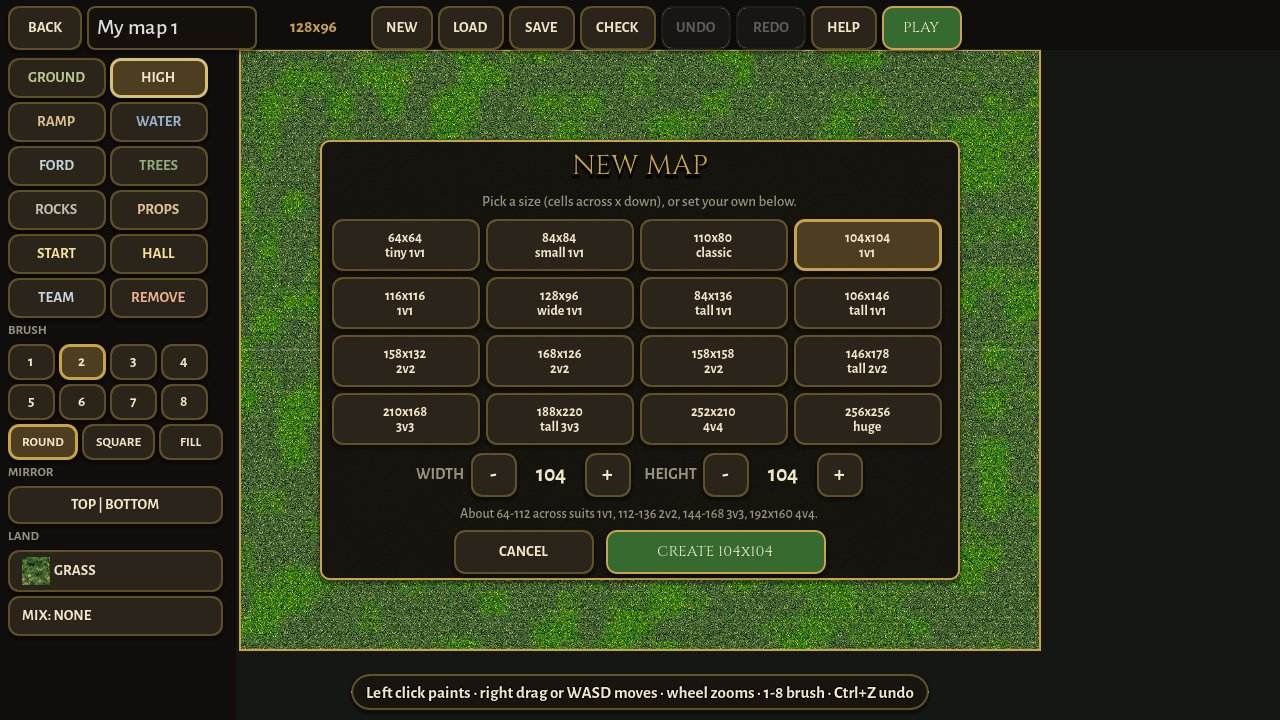 BACK
My map 1
128x96
NEW
LOAD
SAVE
CHECK
UNDO
REDO
HELP
PLAY
GROUND
HIGH
RAMP
WATER
FORD
TREES
ROCKS
PROPS
START
HALL
TEAM
REMOVE
BRUSH
1
2
3
4
5
6
7
8
ROUND
SQUARE
FILL
MIRROR
TOP | BOTTOM
LAND
GRASS
MIX: NONE
NEW MAP
Pick a size (cells across x down), or set your own below.
64x64
tiny 1v1
84x84
small 1v1
110x80
classic
104x104
1v1
116x116
1v1
128x96
wide 1v1
84x136
tall 1v1
106x146
tall 1v1
158x132
2v2
168x126
2v2
158x158
2v2
146x178
tall 2v2
210x168
3v3
188x220
tall 3v3
252x210
4v4
256x256
huge
WIDTH
-
104
+
HEIGHT
-
104
+
About 64-112 across suits 1v1, 112-136 2v2, 144-168 3v3, 192x160 4v4.
CANCEL
CREATE 104X104
Left click paints · right drag or WASD moves · wheel zooms · 1-8 brush · Ctrl+Z undo